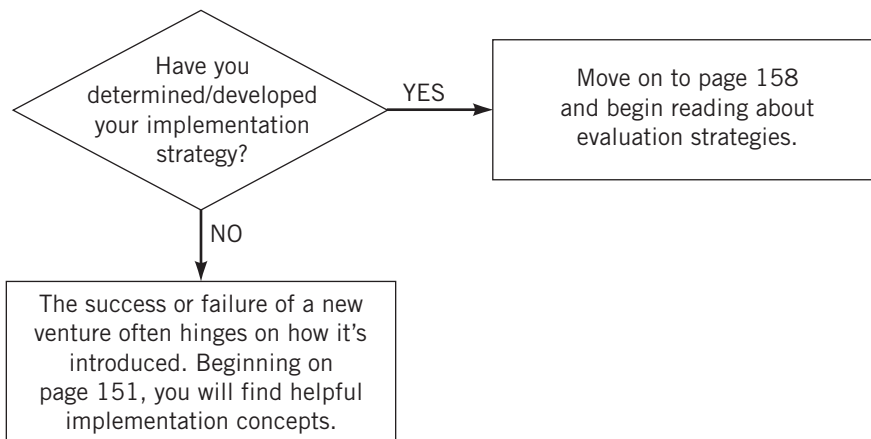 Have you
determined/developed
your implementation
strategy?
YES
Move on to page 158
and begin reading about
evaluation strategies.
NO
The success or failure of a new
venture often hinges on how it’s
introduced. Beginning on
page 151, you will find helpful
implementation concepts.